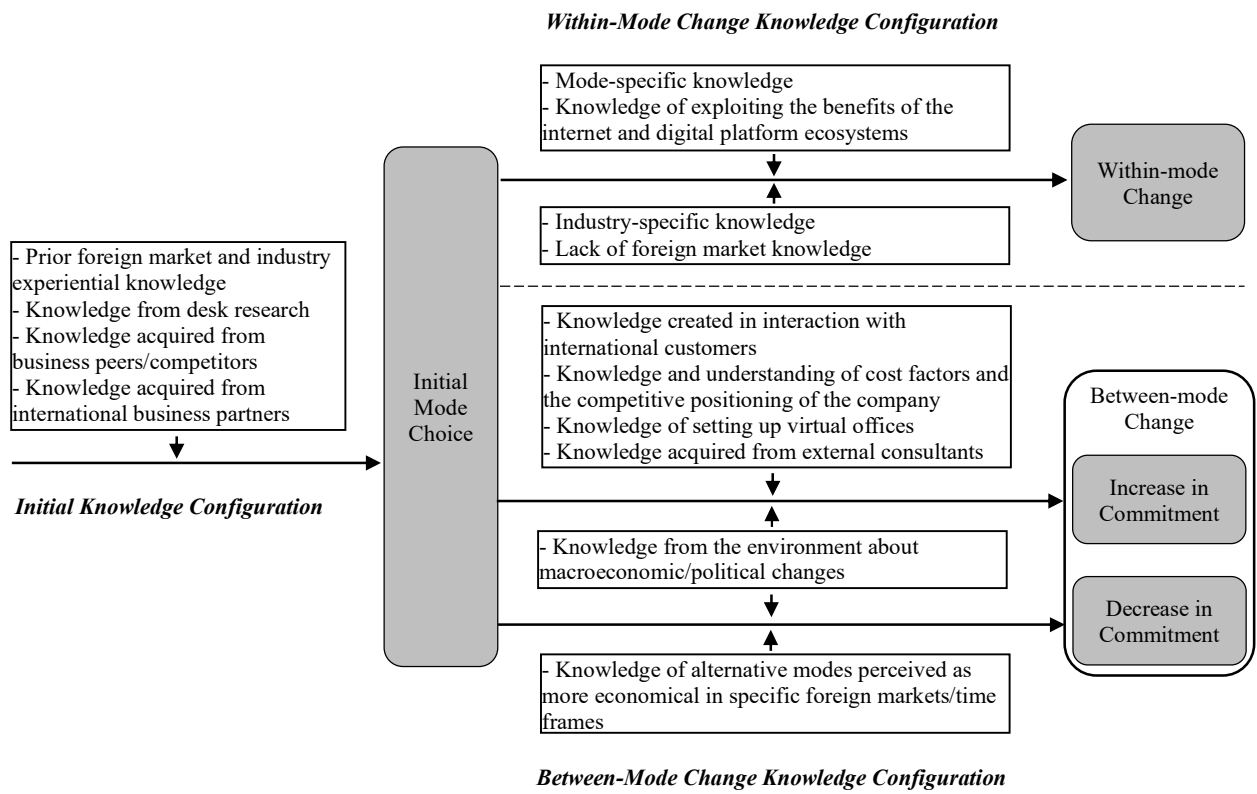 Within-Mode Change Knowledge Configuration
- Mode-specific knowledge
- Knowledge of exploiting the benefits of the
internet and digital platform ecosystems
Within-mode
Change
- Industry-specific knowledge
- Lack of foreign market knowledge
- Prior foreign market and industry
experiential knowledge
- Knowledge from desk research
- Knowledge acquired from
business peers/competitors
- Knowledge acquired from
international business partners
Initial Knowledge Configuration
Initial
Mode
Choice
- Knowledge created in interaction with
international customers
- Knowledge and understanding of cost factors and
the competitive positioning of the company
- Knowledge of setting up virtual offices
- Knowledge acquired from external consultants
Between-mode
Change
Increase in
Commitment
- Knowledge from the environment about
macroeconomic/political changes
Decrease in
Commitment
- Knowledge of alternative modes perceived as
more economical in specific foreign markets/time
frames
Between-Mode Change Knowledge Configuration